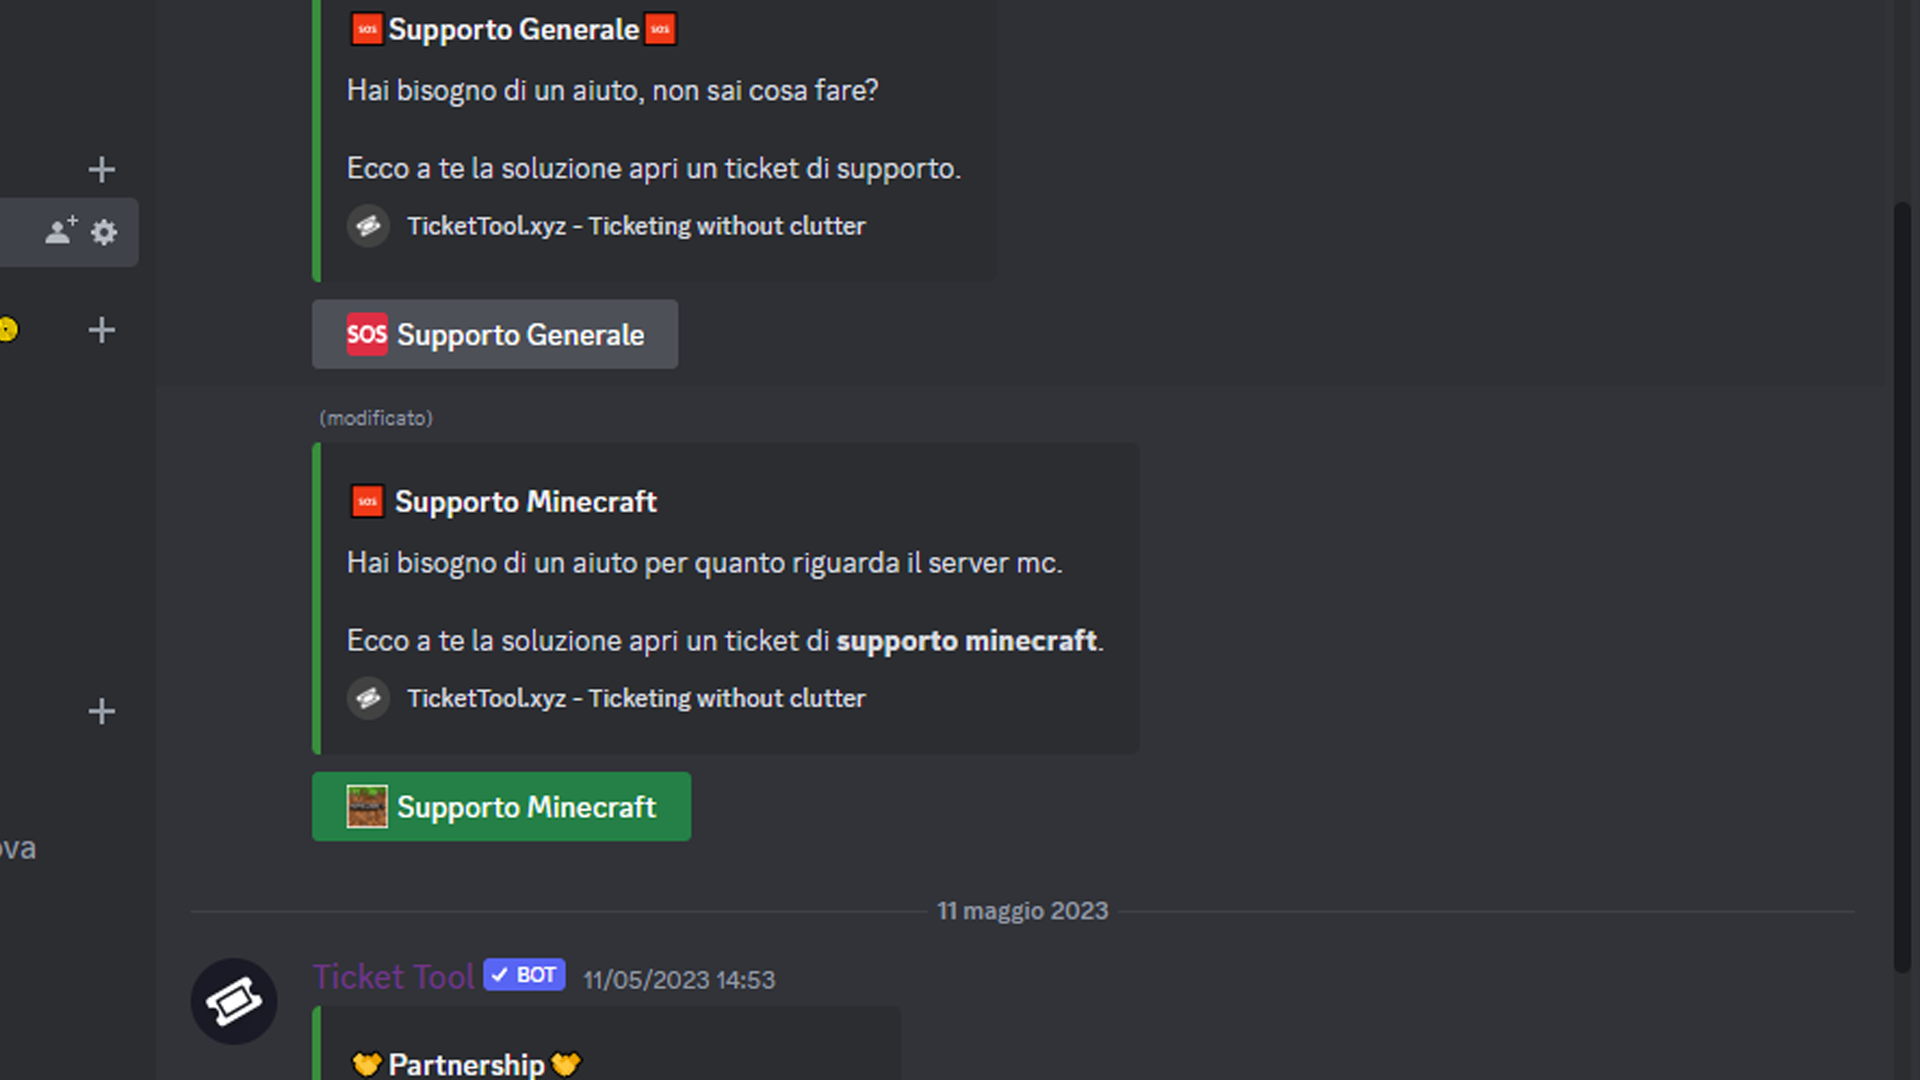 SOS Supporto Generale SOS
Hai bisogno di un aiuto, non sai cosa fare?
Ecco a te la soluzione apri un ticket di supporto.
TicketTool.xyz - Ticketing without clutter
SOS Supporto Generale
(modificato)
SOS Supporto Minecraft
Hai bisogno di un aiuto per quanto riguarda il server mc.
Ecco a te la soluzione apri un ticket di supporto minecraft.
TicketTool.xyz - Ticketing without clutter
Supporto Minecraft
ova
11 maggio 2023
Ticket Tool BOT 11/05/2023 14:53
Partnership